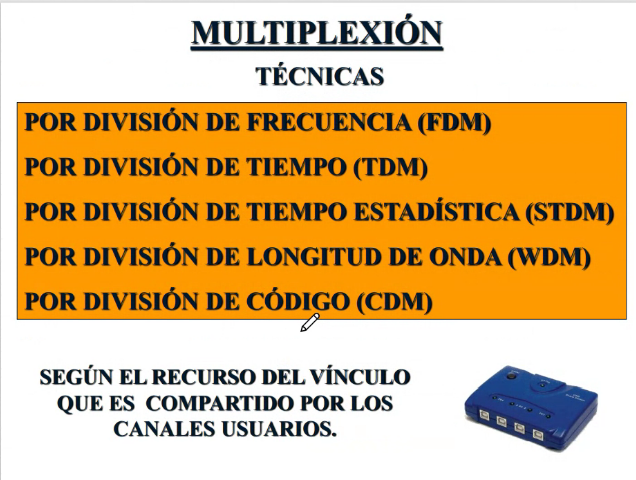 MULTIPLEXIÓN
TÉCNICAS
POR DIVISIÓN DE FRECUENCIA (FDM)
POR DIVISIÓN DE TIEMPO (TDM)
POR DIVISIÓN DE TIEMPO ESTADÍSTICA (STDM)
POR DIVISIÓN DE LONGITUD DE ONDA (WDM)
POR DIVISIÓN DE CÓDIGO (CDM)
SEGÚN EL RECURSO DEL VÍNCULO
QUE ES COMPARTIDO POR LOS
CANALES USUARIOS.